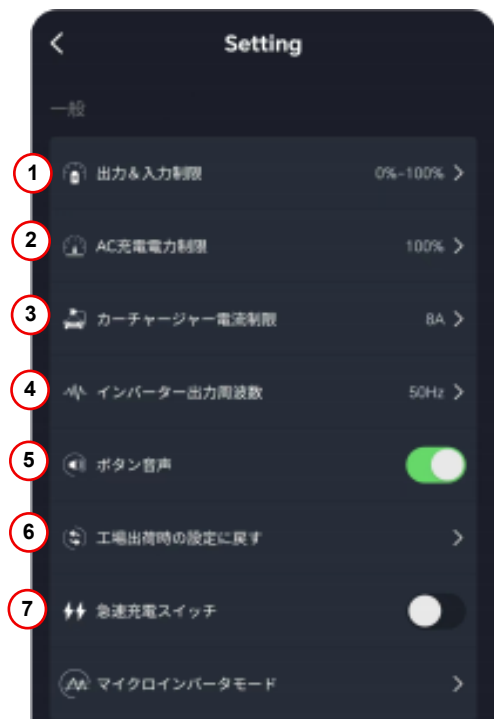 Setting
一般
1 出力&入力制限 0%-100%
2 AC充電電力制限 100%
3 カーチャージャー電流制限 8A
4 インバーター出力周波数 50Hz
5 ボタン音声
6 工場出荷時の設定に戻す
7 急速充電スイッチ
マイクロインバータモード